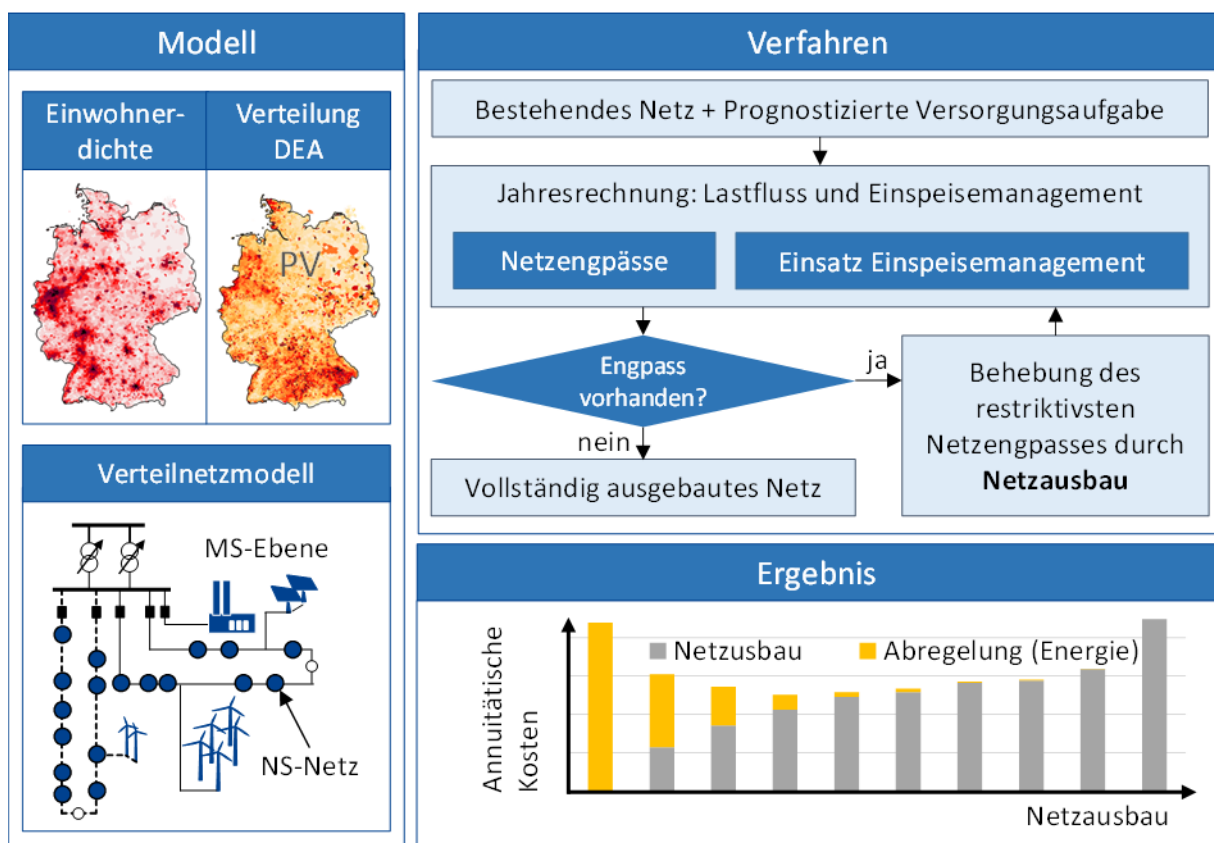 Modell
Einwohner-
dichte
Verteilung
DEA
PV
Verteilnetzmodell
MS-Ebene
NS-Netz
Verfahren
Bestehendes Netz + Prognostizierte Versorgungsaufgabe
Jahresrechnung: Lastfluss und Einspeisemanagement
Netzengpässe
Einsatz Einspeisemanagement
Engpass
vorhanden?
ja
nein
Behebung des
restriktivsten
Netzengpasses durch
Netzausbau
Vollständig ausgebautes Netz
Ergebnis
Annuitätische
Kosten
Netzusbau
Abregelung (Energie)
Netzausbau